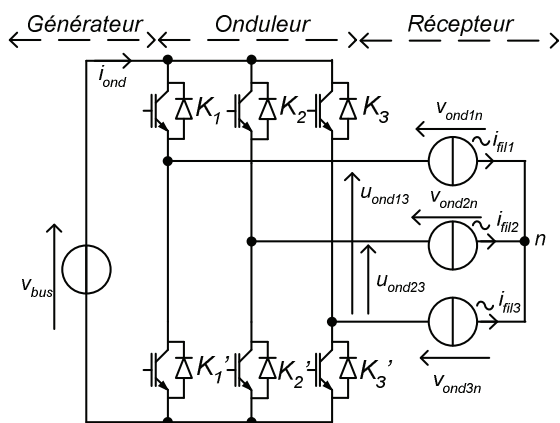 Générateur Onduleur Récepteur
i_ond
K_1 K_2 K_3
v_ond1n
i_fil1
u_ond13
v_ond2n
i_fil2
n
v_bus
u_ond23
i_fil3
K_1' K_2' K_3'
v_ond3n